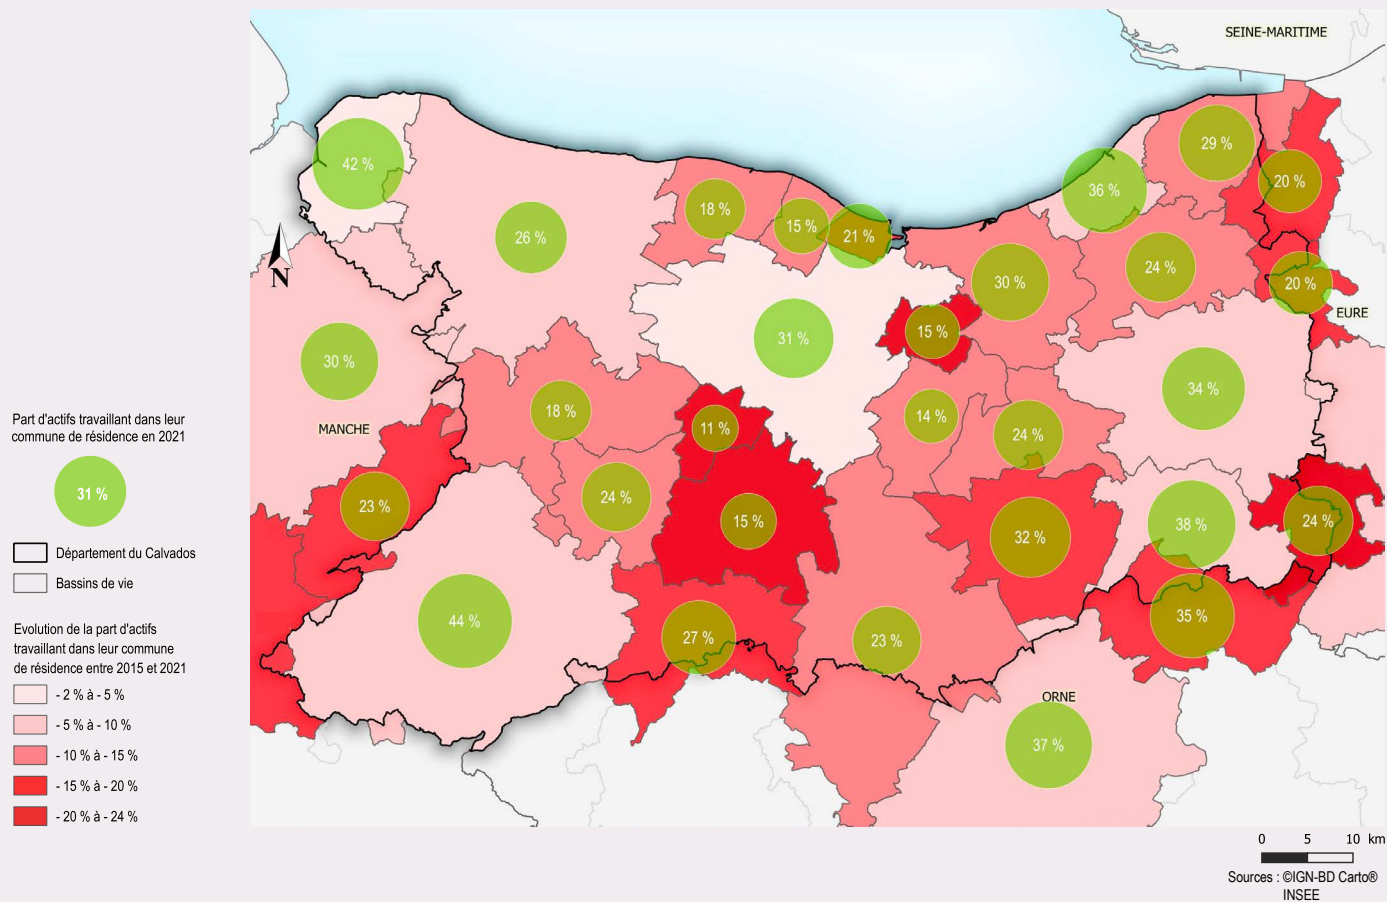 SEINE-MARITIME
29 %
42 %
20 %
36 %
18 %
15 %
21 %
26 %
24 %
N
30 %
20 %
EURE
15 %
31 %
30 %
34 %
18 %
14 %
11 %
MANCHE
24 %
24 %
23 %
15 %
38 %
24 %
32 %
35 %
44 %
27 %
23 %
ORNE
37 %
Part d'actifs travaillant dans leur
commune de résidence en 2021
31 %
Département du Calvados
Bassins de vie
Evolution de la part d'actifs
travaillant dans leur commune
de résidence entre 2015 et 2021
- 2 % à - 5 %
- 5 % à - 10 %
- 10 % à - 15 %
- 15 % à - 20 %
- 20 % à - 24 %
0 5 10 km
Sources : ©IGN-BD Carto®
INSEE